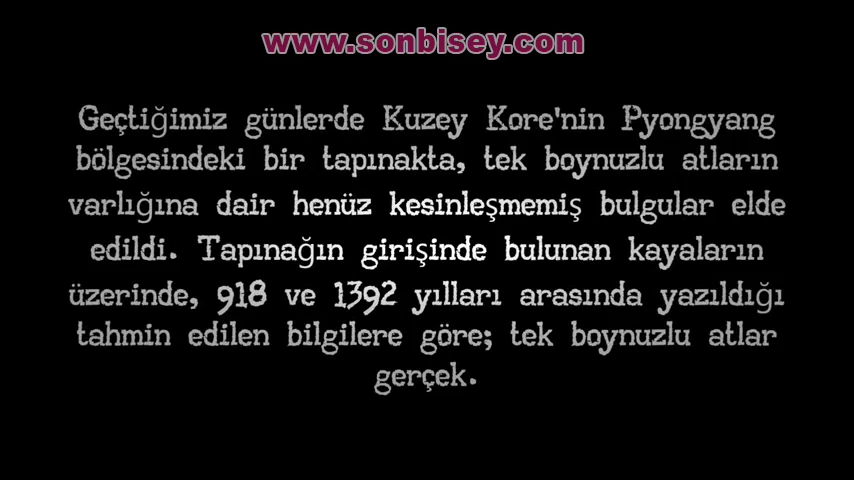 www.sonbisey.com
Geçtiğimiz günlerde Kuzey Kore'nin Pyongyang
bölgesindeki bir tapınakta, tek boynuzlu atların
varlığına dair henüz kesinleşmemiş bulgular elde
edildi. Tapınağın girişinde bulunan kayaların
üzerinde, 918 ve 1392 yılları arasında yazıldığı
tahmin edilen bilgilere göre; tek boynuzlu atlar
gerçek.